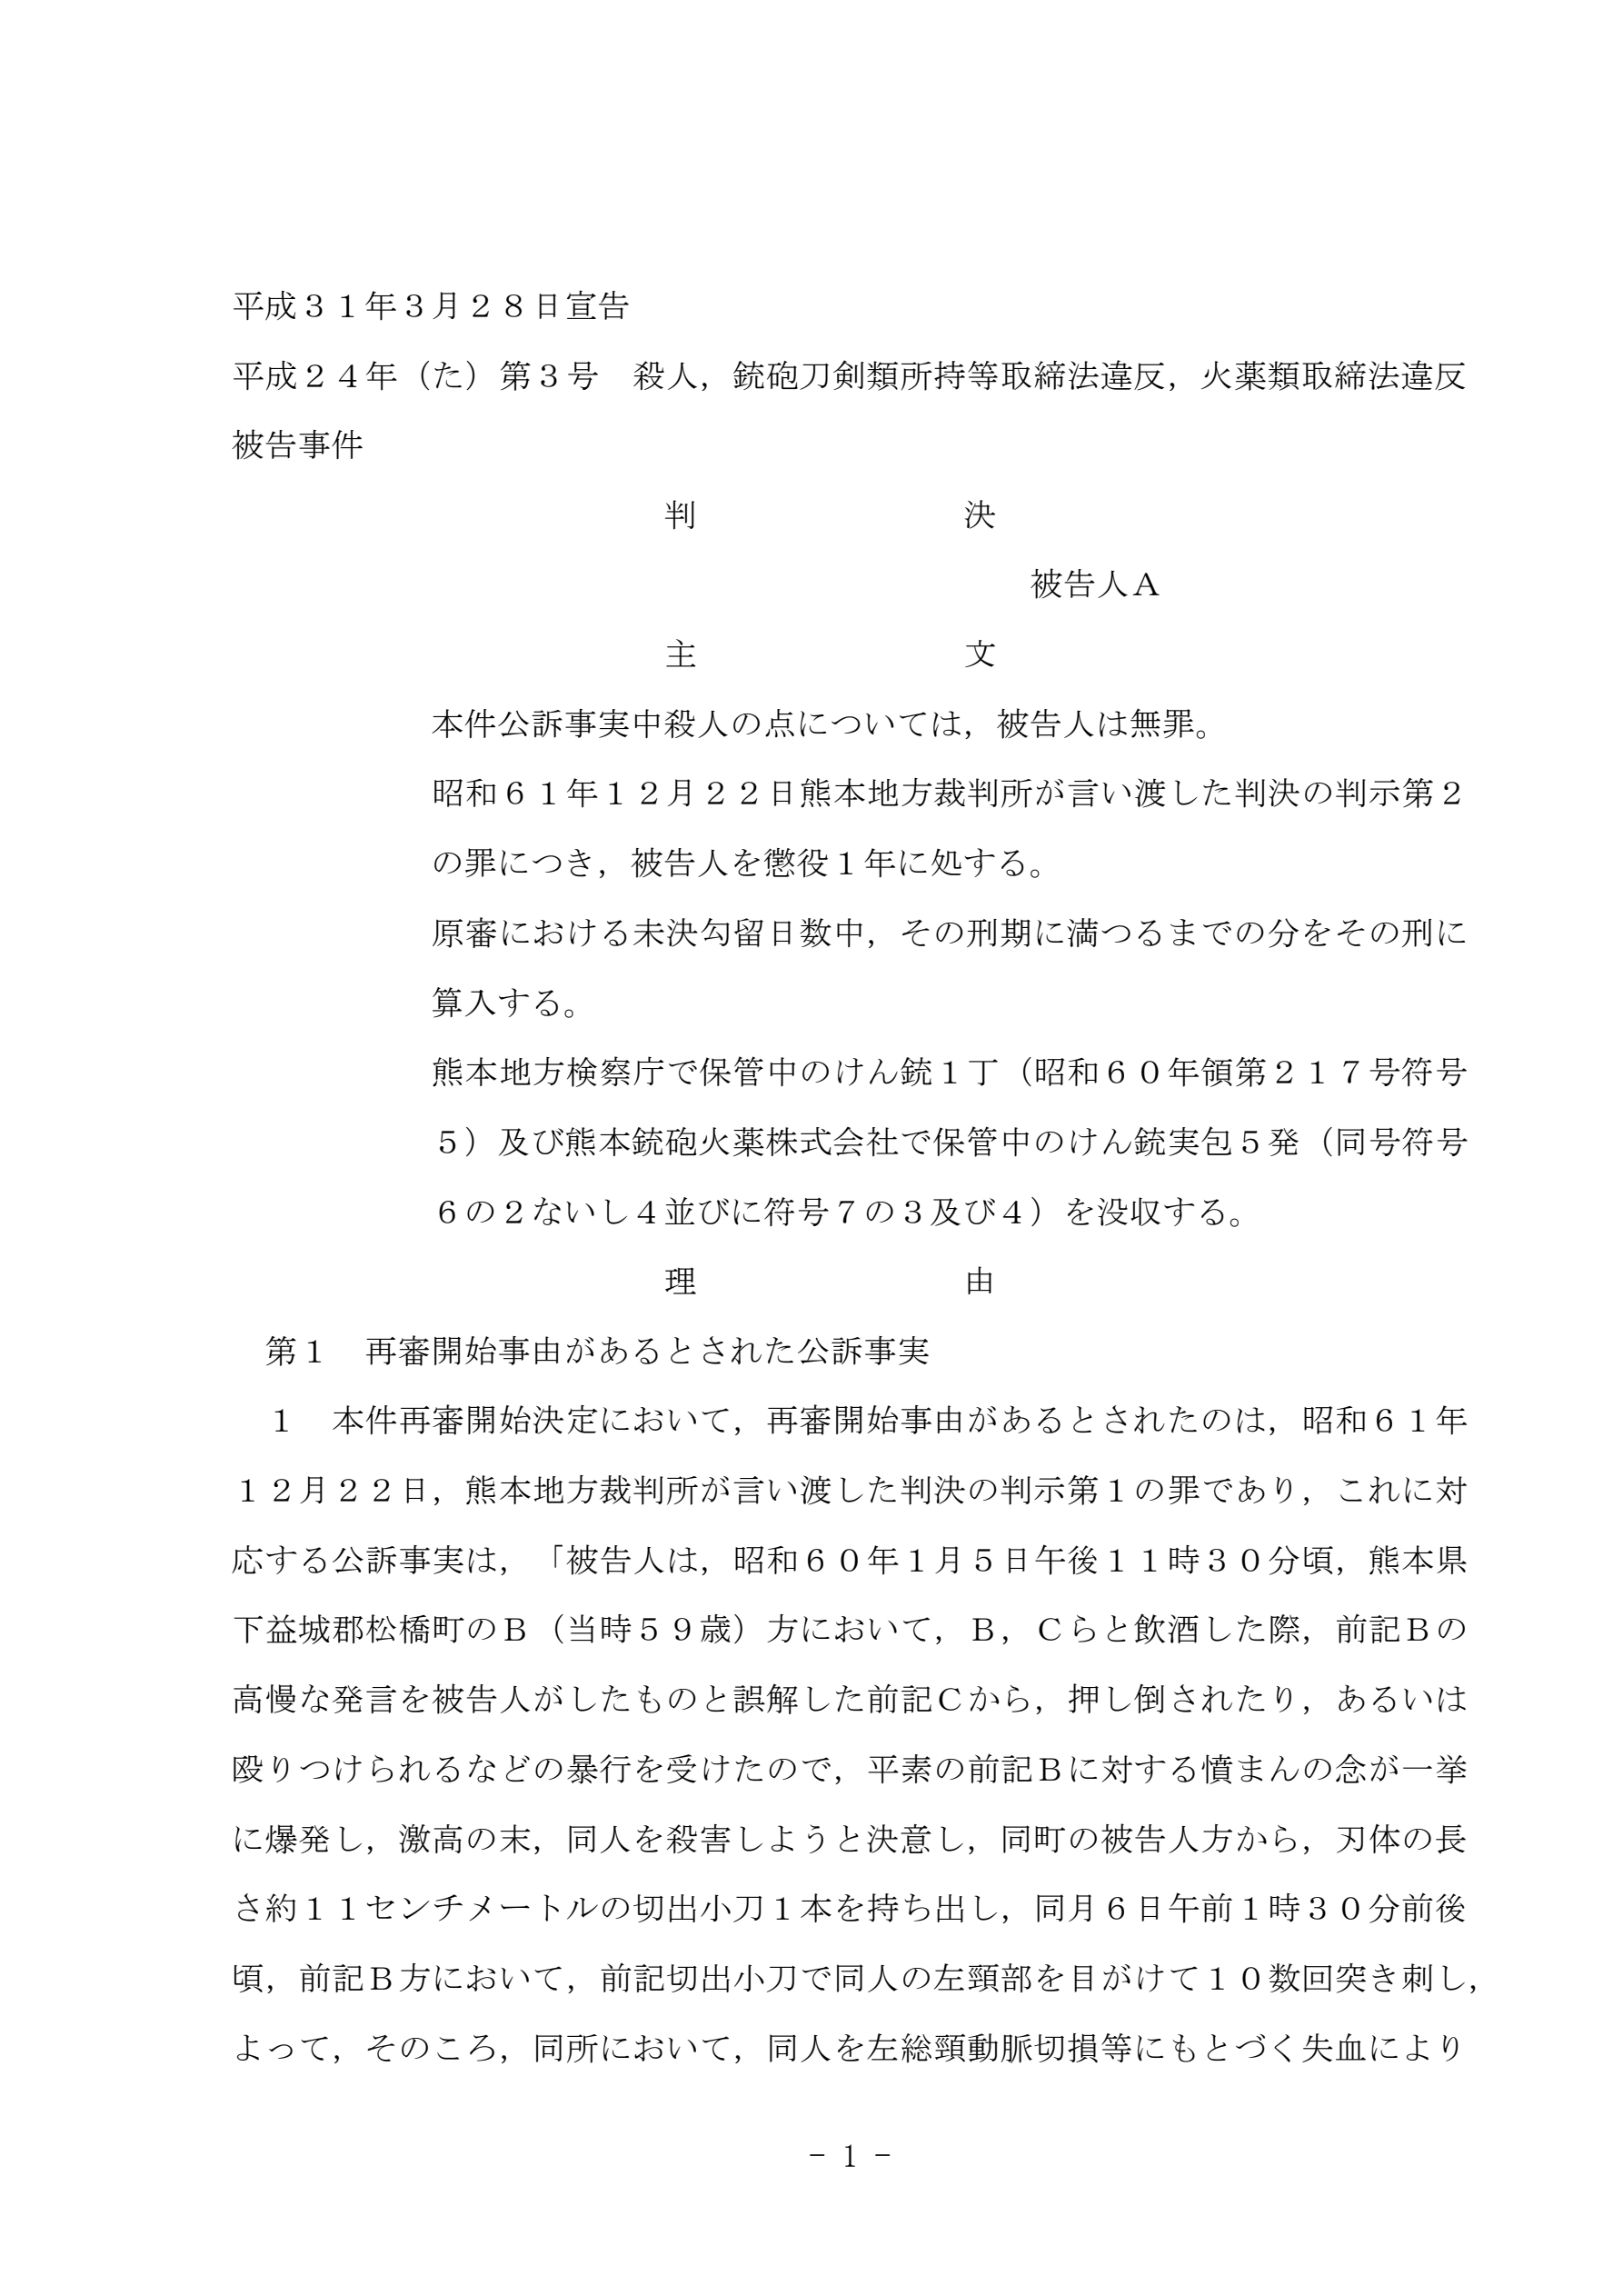 平成３１年３月２８日宣告
平成２４年（た）第３号　殺人，銃砲刀剣類所持等取締法違反，火薬類取締法違反
被告事件
判　　　　　　　　決
被告人Ａ
主　　　　　　　　文
本件公訴事実中殺人の点については，被告人は無罪。
昭和６１年１２月２２日熊本地方裁判所が言い渡した判決の判示第２
の罪につき，被告人を懲役１年に処する。
原審における未決勾留日数中，その刑期に満つるまでの分をその刑に
算入する。
熊本地方検察庁で保管中のけん銃１丁（昭和６０年領第２１７号符号
５）及び熊本銃砲火薬株式会社で保管中のけん銃実包５発（同号符号
６の２ないし４並びに符号７の３及び４）を没収する。
理　　　　　　　　由
第１　再審開始事由があるとされた公訴事実
１　本件再審開始決定において，再審開始事由があるとされたのは，昭和６１年
１２月２２日，熊本地方裁判所が言い渡した判決の判示第１の罪であり，これに対
応する公訴事実は，「被告人は，昭和６０年１月５日午後１１時３０分頃，熊本県
下益城郡松橋町のＢ（当時５９歳）方において，Ｂ，Ｃらと飲酒した際，前記Ｂの
高慢な発言を被告人がしたものと誤解した前記Ｃから，押し倒されたり，あるいは
殴りつけられるなどの暴行を受けたので，平素の前記Ｂに対する憤まんの念が一挙
に爆発し，激高の末，同人を殺害しようと決意し，同町の被告人方から，刃体の長
さ約１１センチメートルの切出小刀１本を持ち出し，同月６日午前１時３０分前後
頃，前記Ｂ方において，前記切出小刀で同人の左頸部を目がけて１０数回突き刺し，
よって，そのころ，同所において，同人を左総頸動脈切損等にもとづく失血により
- 1 -